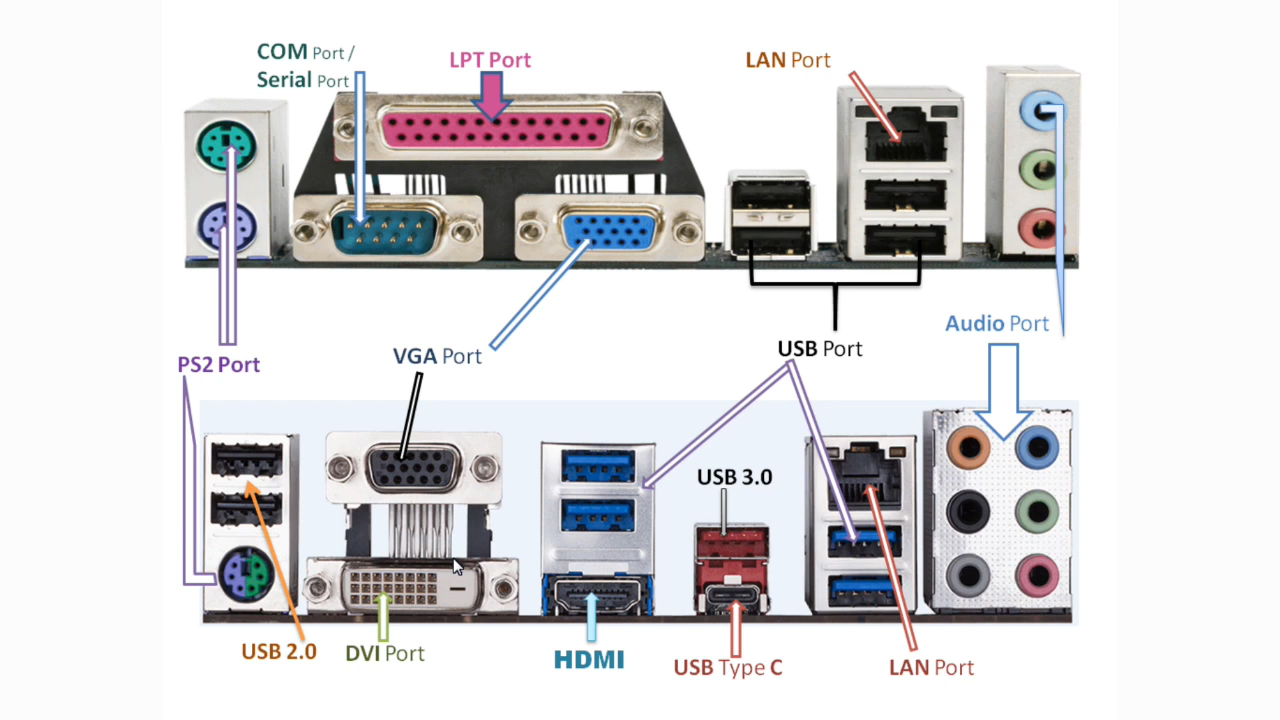 COM Port /
Serial Port
LPT Port
LAN Port
Audio Port
USB Port
VGA Port
PS2 Port
USB 3.0
USB 2.0
DVI Port
HDMI
USB Type C
LAN Port